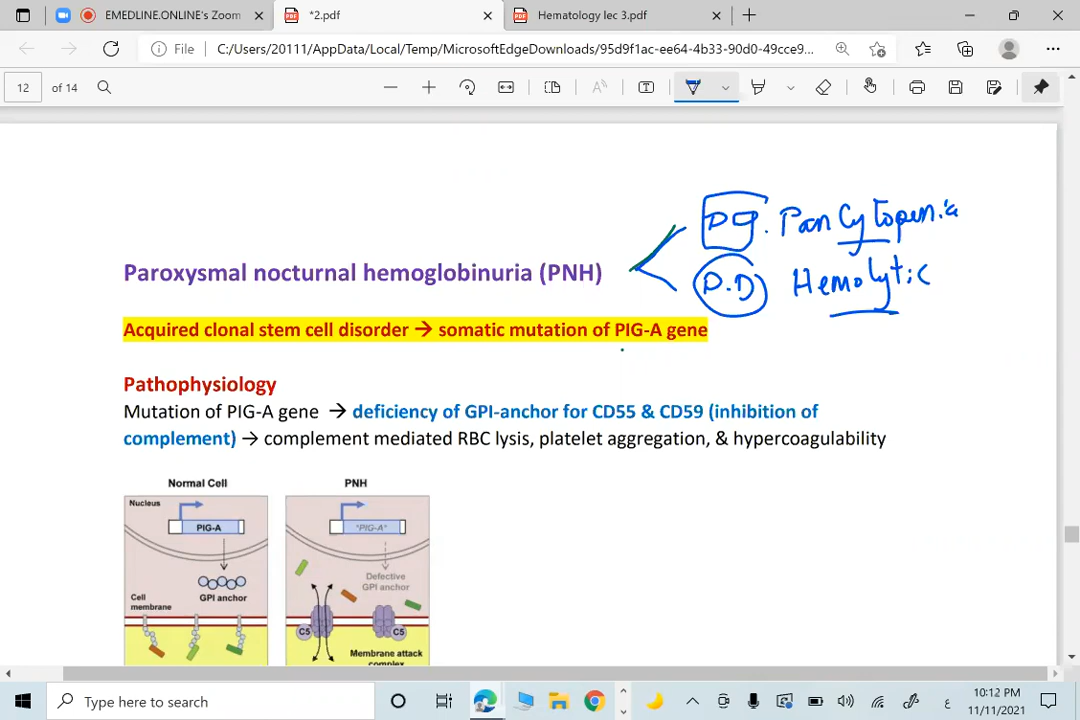 EMEDLINE.ONLINE's Zoom
*2.pdf
Hematology lec 3.pdf
File
C:/Users/20111/AppData/Local/Temp/MicrosoftEdgeDownloads/95d9f1ac-ee64-4b33-90d0-49cce9...
12 of 14
Pancytopenia
Paroxysmal nocturnal hemoglobinuria (PNH)
D.D Hemolytic
Acquired clonal stem cell disorder → somatic mutation of PIG-A gene
Pathophysiology
Mutation of PIG-A gene → deficiency of GPI-anchor for CD55 & CD59 (inhibition of
complement) → complement mediated RBC lysis, platelet aggregation, & hypercoagulability
Normal Cell
PNH
Nucleus
PIG-A
"PIG-A"
GPI anchor
Defective
GPI anchor
Cell
membrane
C5
C5
Membrane attack
complex
Type here to search
ع
10:12 PM
11/11/2021